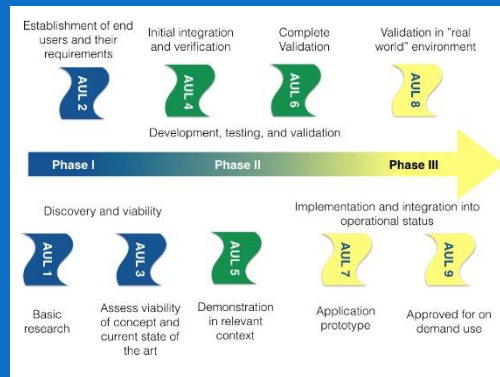 Establishment of end
users and their
requirements
Initial integration
and verification
Complete
Validation
Validation in "real
world" environment
AUL 2
AUL 4
AUL 6
AUL 8
Development, testing, and validation
Phase I
Phase II
Phase III
Discovery and viability
Implementation and integration into
operational status
AUL 1
AUL 3
AUL 5
AUL 7
AUL 9
Basic
research
Assess viability
of concept and
current state of
the art
Demonstration
in relevant
context
Application
prototype
Approved for on
demand use